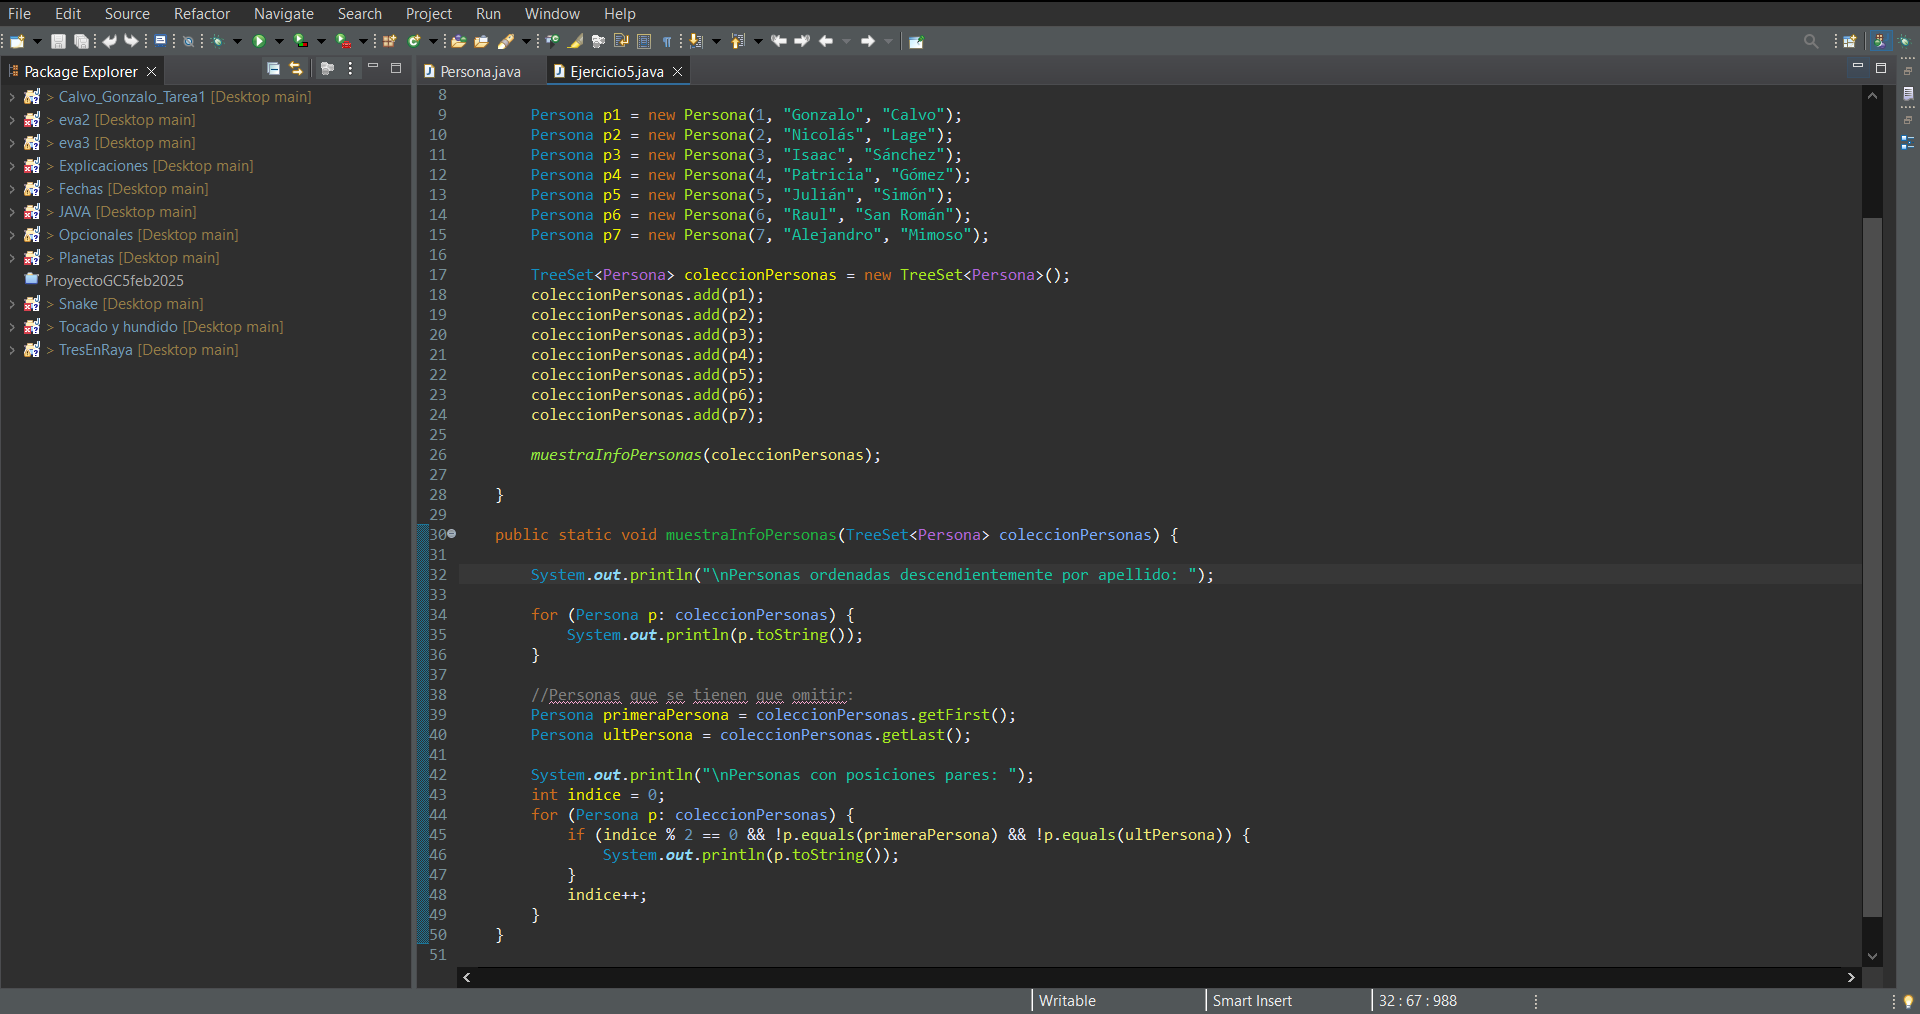 File Edit Source Refactor Navigate Search Project Run Window Help
Package Explorer
> Calvo_Gonzalo_Tarea1 [Desktop main]
> eva2 [Desktop main]
> eva3 [Desktop main]
> Explicaciones [Desktop main]
> Fechas [Desktop main]
> JAVA [Desktop main]
> Opcionales [Desktop main]
> Planetas [Desktop main]
ProyectoGC5feb2025
> Snake [Desktop main]
> Tocado y hundido [Desktop main]
> TresEnRaya [Desktop main]
Persona.java Ejercicio5.java
8
9 Persona p1 = new Persona(1, "Gonzalo", "Calvo");
10 Persona p2 = new Persona(2, "Nicolás", "Lage");
11 Persona p3 = new Persona(3, "Isaac", "Sánchez");
12 Persona p4 = new Persona(4, "Patricia", "Gómez");
13 Persona p5 = new Persona(5, "Julián", "Simón");
14 Persona p6 = new Persona(6, "Raul", "San Román");
15 Persona p7 = new Persona(7, "Alejandro", "Mimoso");
16
17 TreeSet<Persona> coleccionPersonas = new TreeSet<Persona>();
18 coleccionPersonas.add(p1);
19 coleccionPersonas.add(p2);
20 coleccionPersonas.add(p3);
21 coleccionPersonas.add(p4);
22 coleccionPersonas.add(p5);
23 coleccionPersonas.add(p6);
24 coleccionPersonas.add(p7);
25
26 muestraInfoPersonas(coleccionPersonas);
27
28 }
29
30 public static void muestraInfoPersonas(TreeSet<Persona> coleccionPersonas) {
31
32 System.out.println("\nPersonas ordenadas descendientemente por apellido: ");
33
34 for (Persona p: coleccionPersonas) {
35 System.out.println(p.toString());
36 }
37
38 //Personas que se tienen que omitir:
39 Persona primeraPersona = coleccionPersonas.getFirst();
40 Persona ultPersona = coleccionPersonas.getLast();
41
42 System.out.println("\nPersonas con posiciones pares: ");
43 int indice = 0;
44 for (Persona p: coleccionPersonas) {
45 if (indice % 2 == 0 && !p.equals(primeraPersona) && !p.equals(ultPersona)) {
46 System.out.println(p.toString());
47 }
48 indice++;
49 }
50 }
51
Writable Smart Insert 32 : 67 : 988